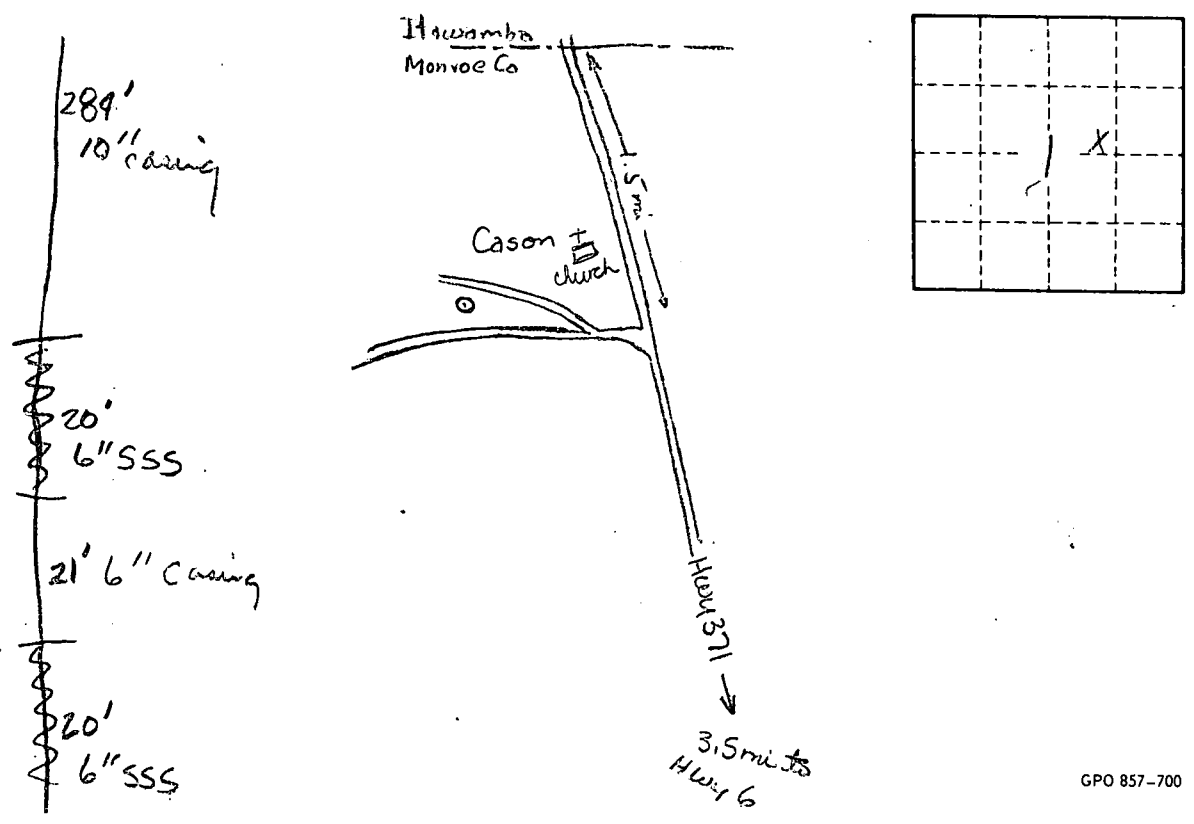 284'
10" casing
20'
6" SSS
21' 6" Casing
20'
6" SSS
Itawamba
Monroe Co
1.5 mi
Cason
church
Hwy 371
3.5 mi to
Hwy 6
X
GPO 857-700